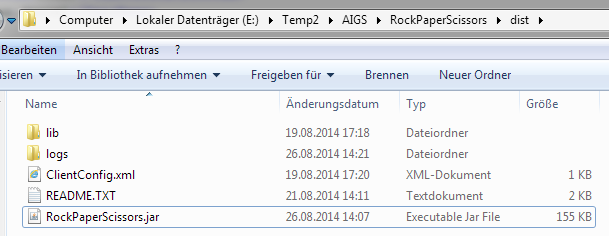 Computer Lokaler Datenträger (E:) Temp2 AIGS RockPaperScissors dist
Bearbeiten Ansicht Extras ?
isieren In Bibliothek aufnehmen Freigeben für Brennen Neuer Ordner
Name Änderungsdatum Typ Größe
lib 19.08.2014 17:18 Dateiordner
logs 26.08.2014 14:21 Dateiordner
ClientConfig.xml 19.08.2014 17:20 XML-Dokument 1 KB
README.TXT 21.08.2014 14:11 Textdokument 2 KB
RockPaperScissors.jar 26.08.2014 14:07 Executable Jar File 155 KB